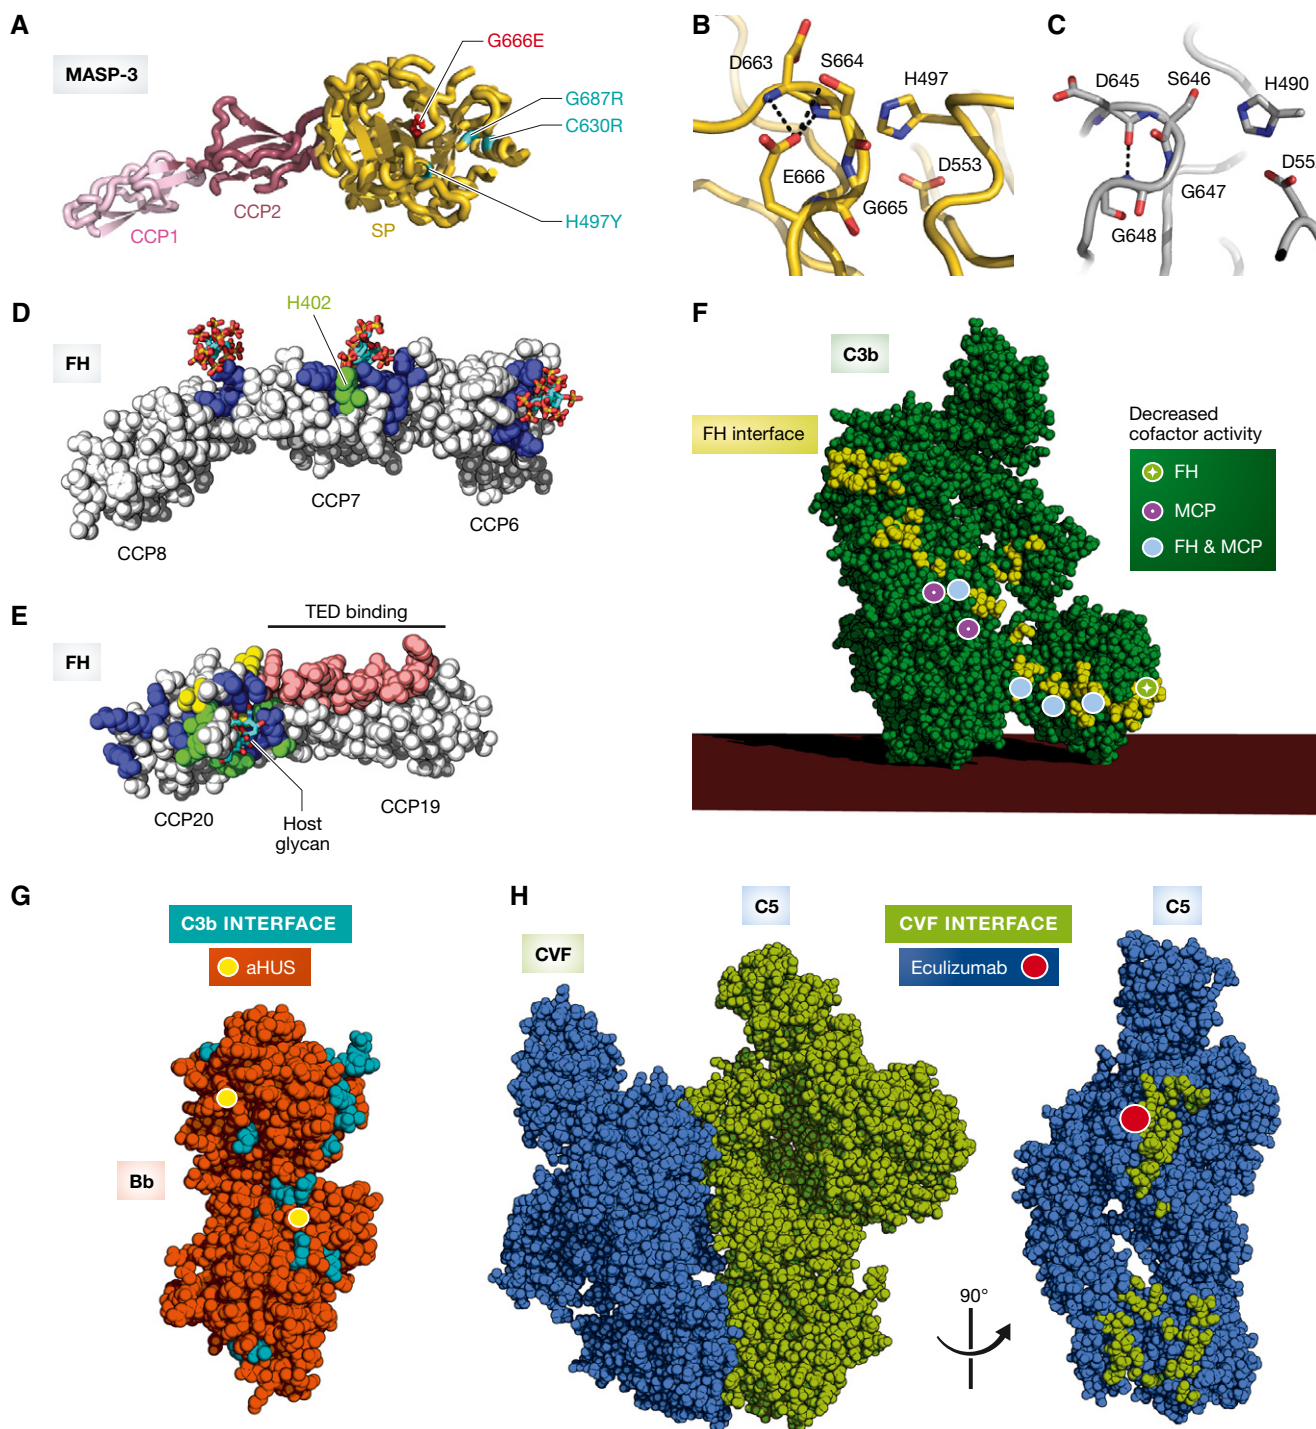 A
MASP-3
G666E
G687R
C630R
H497Y
CCP1
CCP2
SP
B
D663
S664
H497
E666
D553
G665
C
D645
S646
H490
D55
G647
G648
D
FH
H402
CCP8
CCP7
CCP6
E
FH
TED binding
CCP20
Host
glycan
CCP19
F
C3b
FH interface
Decreased
cofactor activity
FH
MCP
FH & MCP
G
C3b INTERFACE
aHUS
Bb
H
CVF
C5
CVF INTERFACE
Eculizumab
C5
90°